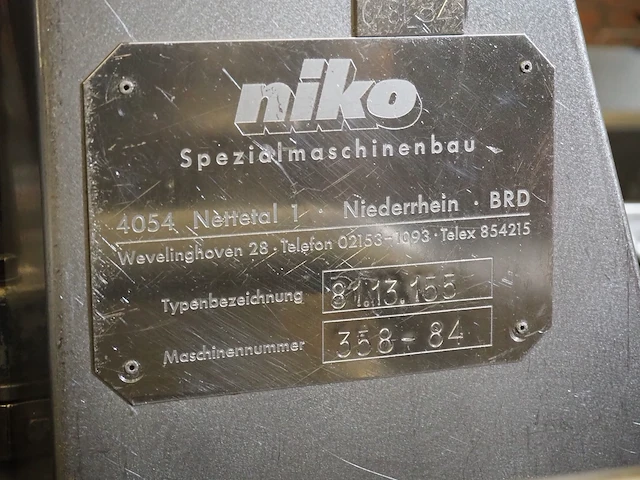 niko
Spezialmaschinenbau
4054 Nettetal 1 · Niederrhein · BRD
Wevelinghoven 28 · Telefon 02153-1093 · Telex 854215
Typenbezeichnung 81.13.155
Maschinennummer 358-84